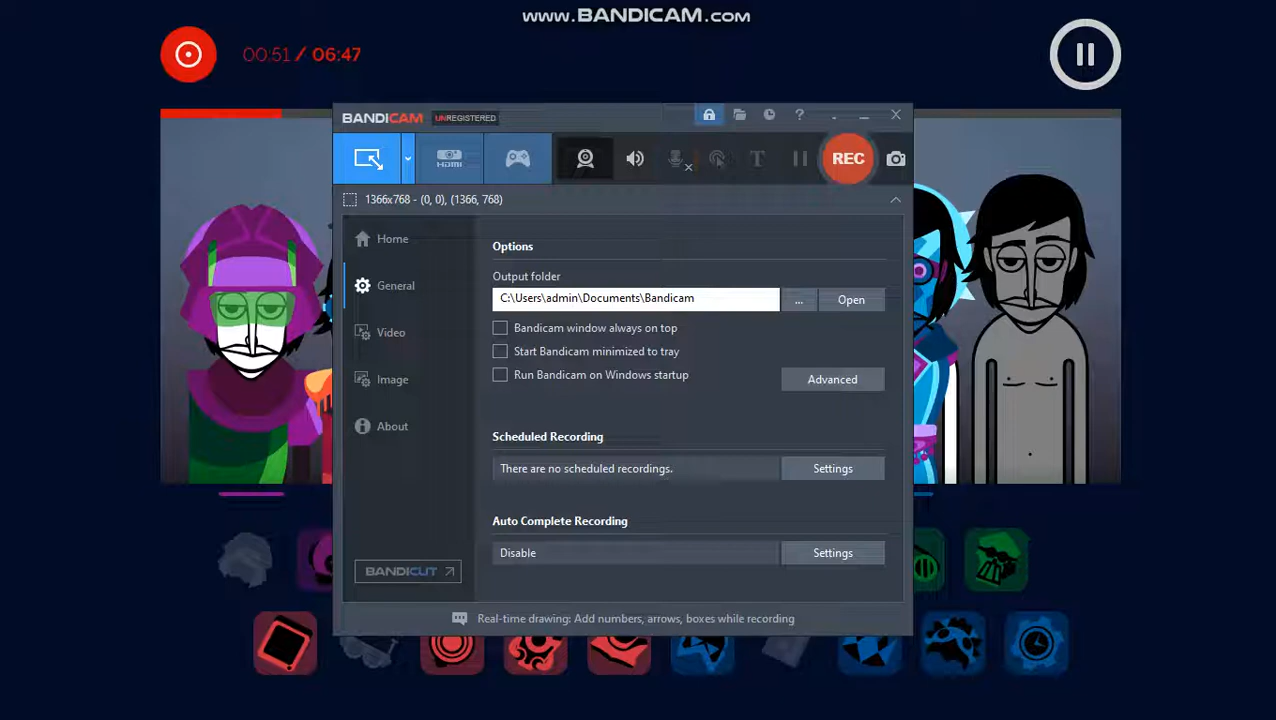 www.BANDICAM.com
00:51 / 06:47
BANDICAM UNREGISTERED
?
HDMI
T
REC
1366x768 - (0, 0), (1366, 768)
Home
General
Video
Image
About
BANDICUT
Options
Output folder
C:\Users\admin\Documents\Bandicam
...
Open
Bandicam window always on top
Start Bandicam minimized to tray
Run Bandicam on Windows startup
Advanced
Scheduled Recording
There are no scheduled recordings.
Settings
Auto Complete Recording
Disable
Settings
Real-time drawing: Add numbers, arrows, boxes while recording